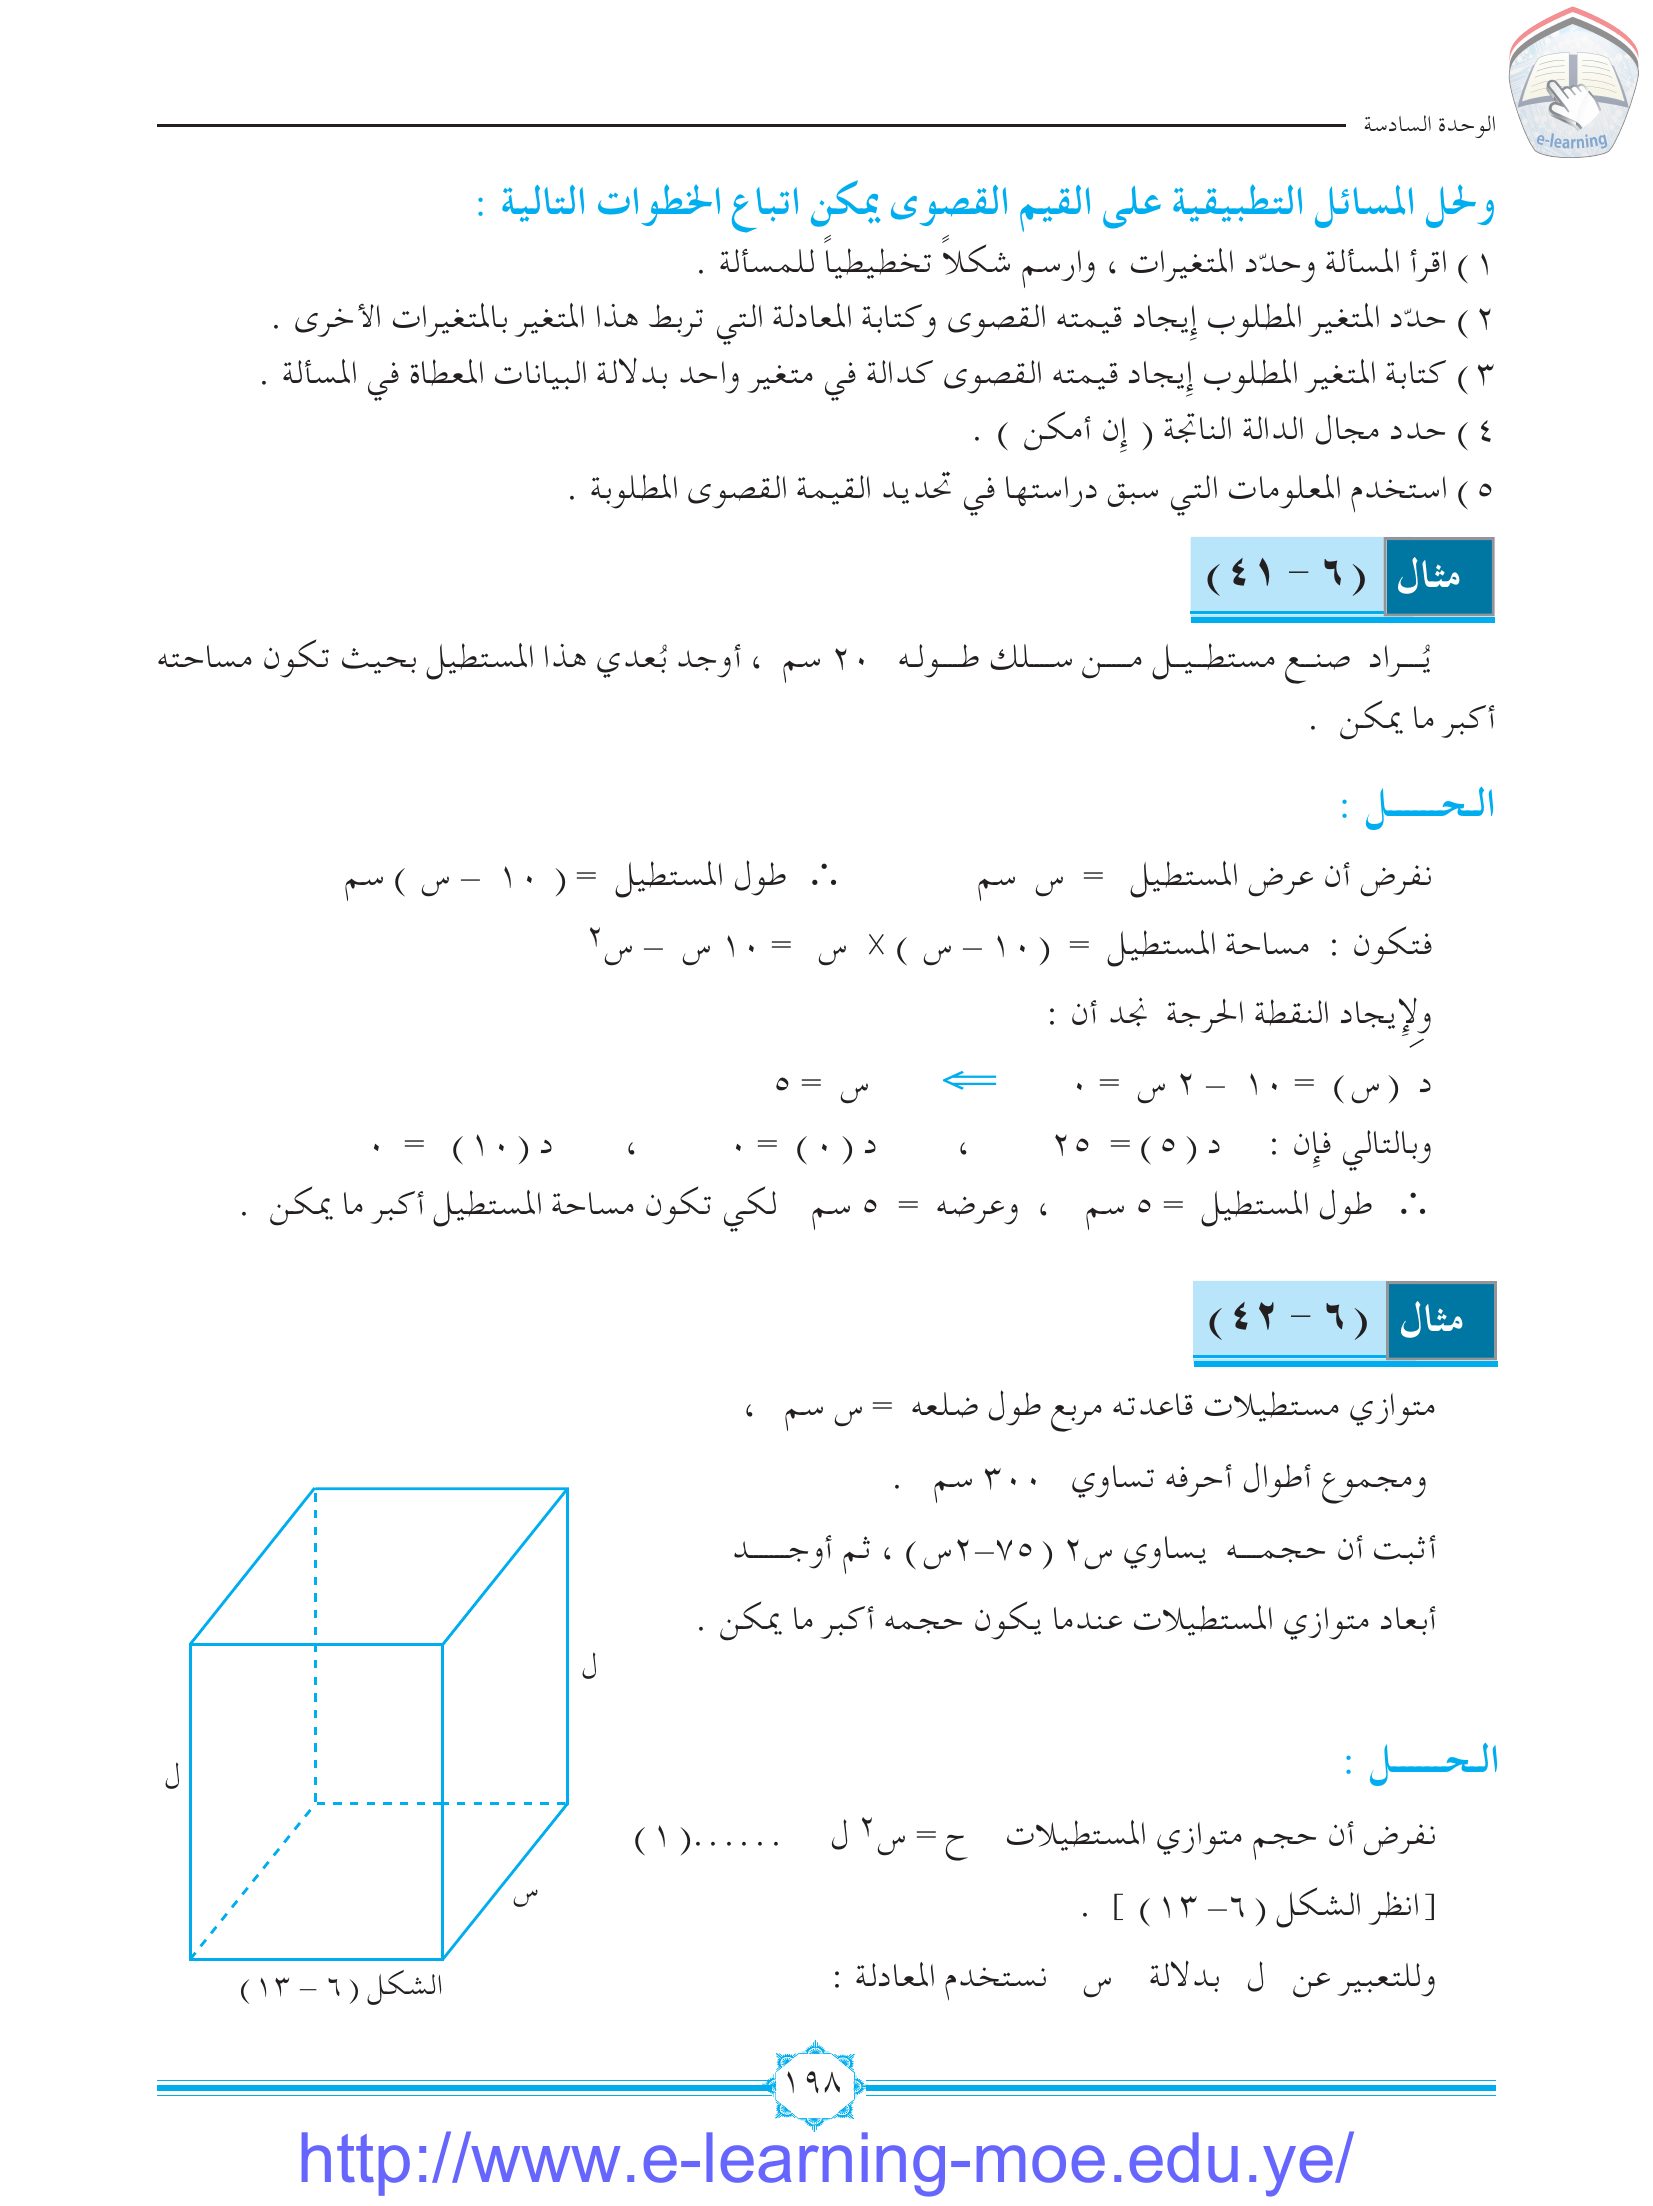 e-learning
الوحدة السادسة
ولحل المسائل التطبيقية على القيم القصوى يمكن اتباع الخطوات التالية :
١ ) اقرأ المسألة وحدّد المتغيرات ، وارسم شكلاً تخطيطياً للمسألة .
٢ ) حدّد المتغير المطلوب إيجاد قيمته القصوى وكتابة المعادلة التي تربط هذا المتغير بالمتغيرات الأخرى .
٣ ) كتابة المتغير المطلوب إيجاد قيمته القصوى كدالة في متغير واحد بدلالة البيانات المعطاة في المسألة .
٤ ) حدد مجال الدالة الناتجة ( إن أمكن ) .
٥ ) استخدم المعلومات التي سبق دراستها في تحديد القيمة القصوى المطلوبة .
مثال ( ٦ – ٤١ )
يُراد صنع مستطيل من سلك طوله ٢٠ سم ، أوجد بُعدي هذا المستطيل بحيث تكون مساحته
أكبر ما يمكن .
الحل :
نفرض أن عرض المستطيل = س سم ∴ طول المستطيل = ( ١٠ – س ) سم
فتكون : مساحة المستطيل = ( ١٠ – س ) × س = ١٠ س – س٢
ولإيجاد النقطة الحرجة نجد أن :
د ( س ) = ١٠ – ٢ س = ٠ ⇐ س = ٥
وبالتالي فإن : د ( ٥ ) = ٢٥ ، د ( ٠ ) = ٠ ، د ( ١٠ ) = ٠
∴ طول المستطيل = ٥ سم ، وعرضه = ٥ سم لكي تكون مساحة المستطيل أكبر ما يمكن .
مثال ( ٦ – ٤٢ )
متوازي مستطيلات قاعدته مربع طول ضلعه = س سم ،
ومجموع أطوال أحرفه تساوي ٣٠٠ سم .
أثبت أن حجمه يساوي س٢ ( ٧٥–٢س ) ، ثم أوجد
أبعاد متوازي المستطيلات عندما يكون حجمه أكبر ما يمكن .
ل
الحل :
ل
نفرض أن حجم متوازي المستطيلات ح = س٢ ل ......( ١ )
س
[ انظر الشكل ( ٦– ١٣ ) ] .
وللتعبير عن ل بدلالة س نستخدم المعادلة :
الشكل ( ٦ – ١٣ )
١٩٨
http://www.e-learning-moe.edu.ye/